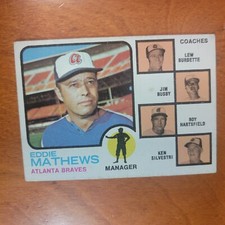 COACHES
LEW
BURDETTE
JIM
BUSBY
ROY
HARTSFIELD
KEN
SILVESTRI
EDDIE
MATHEWS
ATLANTA BRAVES
MANAGER